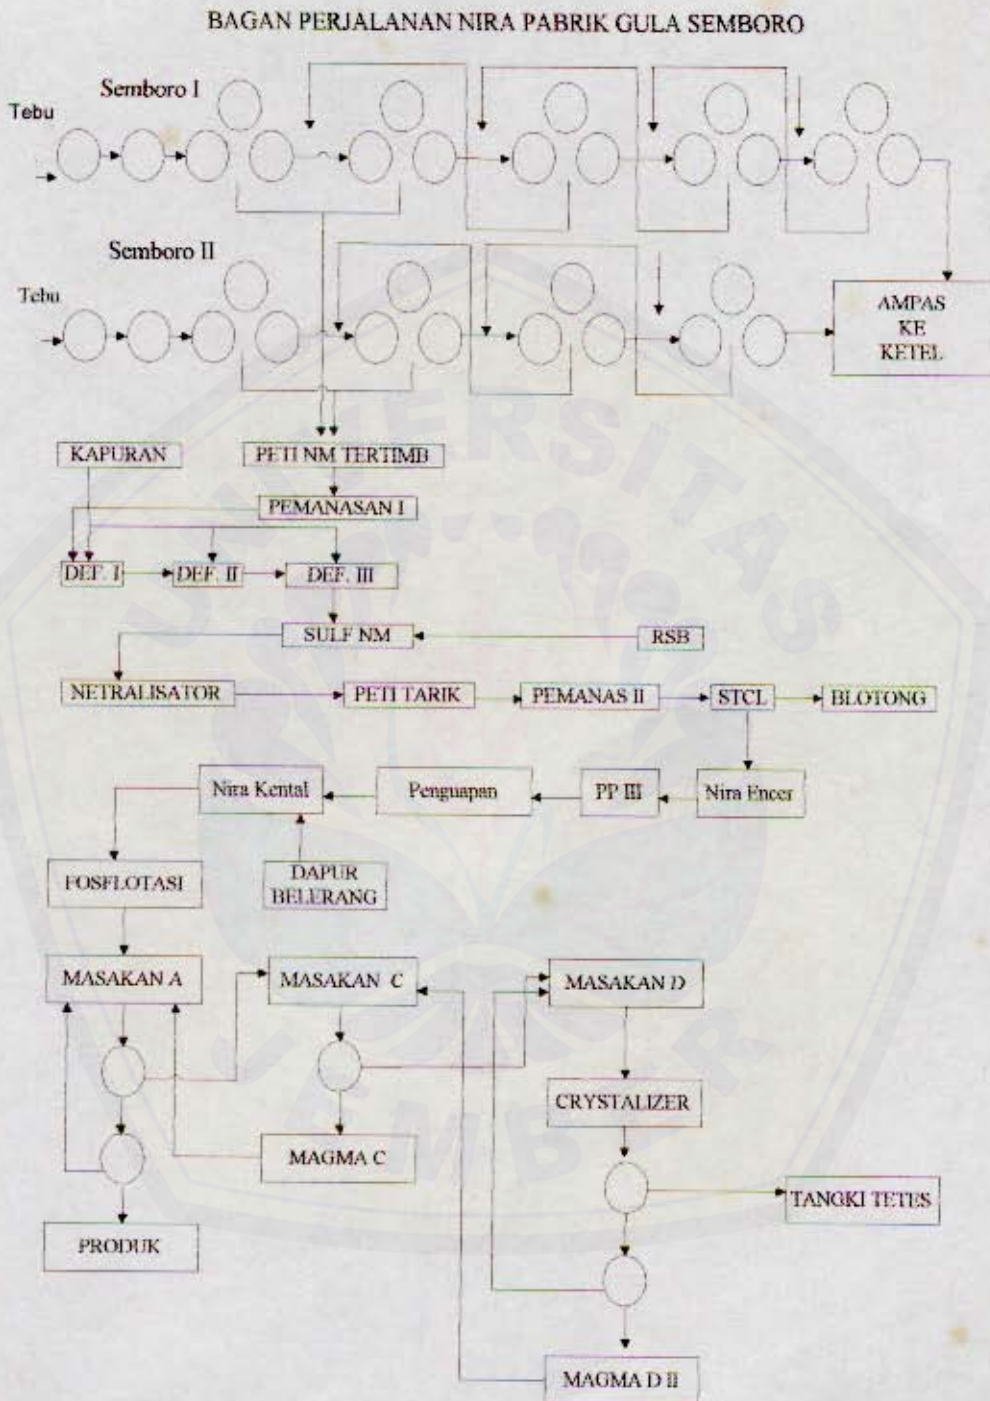 BAGAN PERJALANAN NIRA PABRIK GULA SEMBORO
Semboro I
Tebu
Semboro II
Tebu
AMPAS
KE
KETEL
KAPURAN
PETI NM TERTIMB
PEMANASAN I
DEF. I
DEF. II
DEF. III
SULF NM
RSB
NETRALISATOR
PETI TARIK
PEMANAS II
STCL
BLOTONG
Nira Kental
Penguapan
PP III
Nira Encer
FOSFLOTASI
DAPUR
BELERANG
MASAKAN A
MASAKAN C
MASAKAN D
CRYSTALIZER
MAGMA C
TANGKI TETES
PRODUK
MAGMA D II
UNIVERSITAS
JEMBER